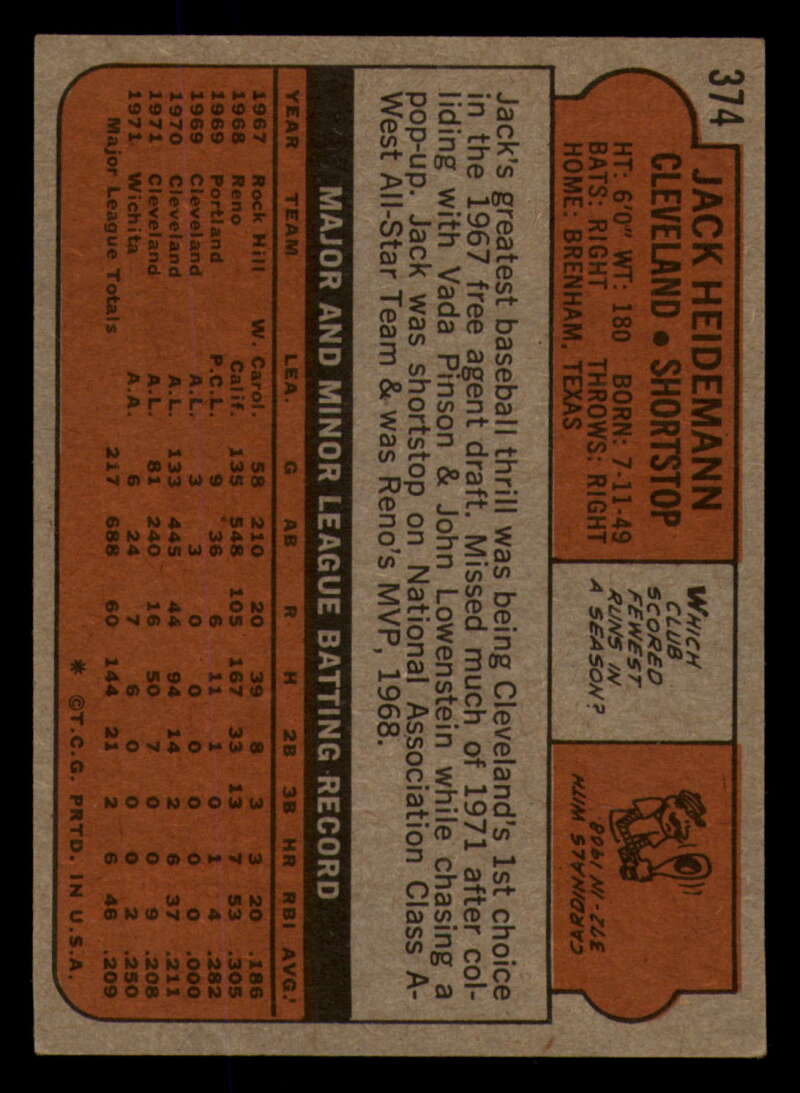 374
JACK HEIDEMANN
CLEVELAND • SHORTSTOP
HT: 6'0" WT: 180 BORN: 7-11-49
BATS: RIGHT THROWS: RIGHT
HOME: BRENHAM, TEXAS
WHICH
CLUB
SCORED
FEWEST
RUNS IN
A SEASON?
372-IN 1908
CARDINALS WITH
Jack's greatest baseball thrill was being Cleveland's 1st choice
in the 1967 free agent draft. Missed much of 1971 after col-
liding with Vada Pinson & John Lowenstein while chasing a
pop-up. Jack was shortstop on National Association Class A-
West All-Star Team & was Reno's MVP, 1968.
MAJOR AND MINOR LEAGUE BATTING RECORD
YEAR TEAM LEA. G AB R H 2B 3B HR RBI AVG.
1967 Rock Hill W. Carol. 58 210 20 39 8 3 3 20 .186
1968 Reno Calif. 135 548 105 167 33 13 7 53 .305
1969 Portland P.C.L. 9 36 6 11 1 0 1 4 .282
1969 Cleveland A.L. 3 3 0 0 0 0 0 0 .000
1970 Cleveland A.L. 133 445 44 94 14 2 6 37 .211
1971 Cleveland A.L. 81 240 16 50 7 0 0 9 .208
1971 Wichita A.A. 6 24 7 6 0 0 0 2 .250
Major League Totals 217 688 60 144 21 2 6 46 .209
* ©T.C.G. PRTD. IN U.S.A.